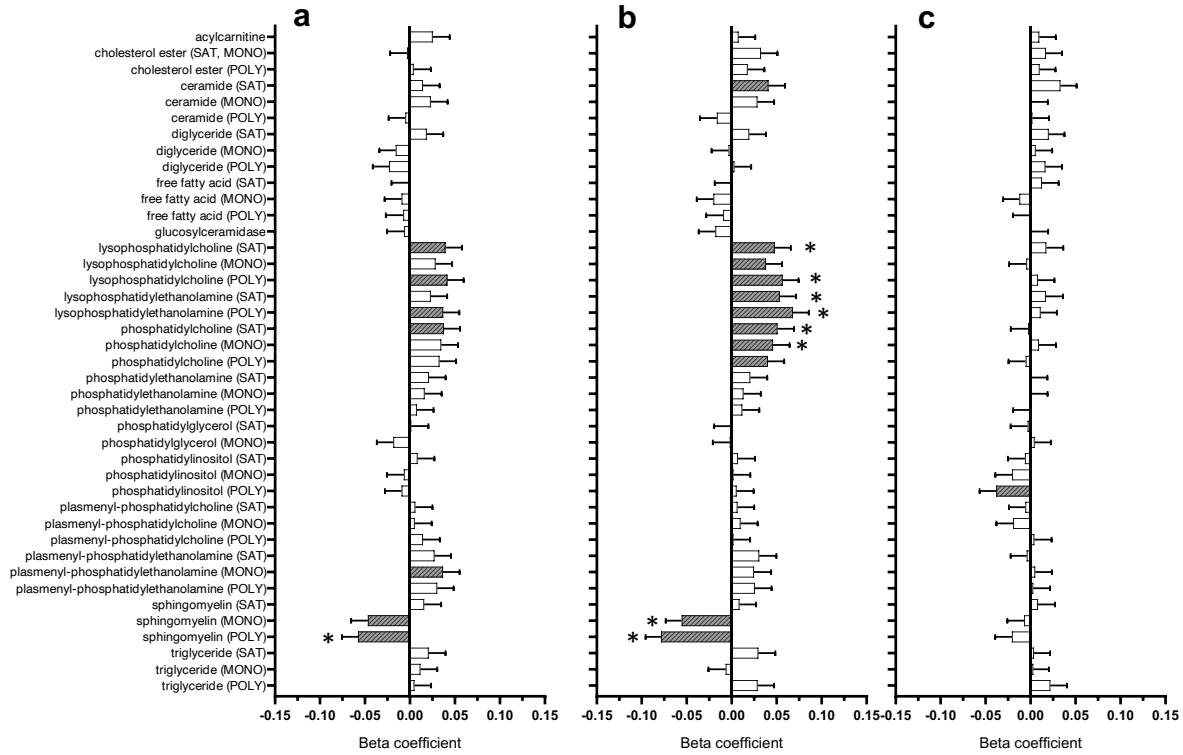 a b c
acylcarnitine
cholesterol ester (SAT, MONO)
cholesterol ester (POLY)
ceramide (SAT)
ceramide (MONO)
ceramide (POLY)
diglyceride (SAT)
diglyceride (MONO)
diglyceride (POLY)
free fatty acid (SAT)
free fatty acid (MONO)
free fatty acid (POLY)
glucosylceramidase
lysophosphatidylcholine (SAT) *
lysophosphatidylcholine (MONO)
lysophosphatidylcholine (POLY) *
lysophosphatidylethanolamine (SAT) *
lysophosphatidylethanolamine (POLY) *
phosphatidylcholine (SAT) *
phosphatidylcholine (MONO) *
phosphatidylcholine (POLY)
phosphatidylethanolamine (SAT)
phosphatidylethanolamine (MONO)
phosphatidylethanolamine (POLY)
phosphatidylglycerol (SAT)
phosphatidylglycerol (MONO)
phosphatidylinositol (SAT)
phosphatidylinositol (MONO)
phosphatidylinositol (POLY)
plasmenyl-phosphatidylcholine (SAT)
plasmenyl-phosphatidylcholine (MONO)
plasmenyl-phosphatidylcholine (POLY)
plasmenyl-phosphatidylethanolamine (SAT)
plasmenyl-phosphatidylethanolamine (MONO)
plasmenyl-phosphatidylethanolamine (POLY)
sphingomyelin (SAT)
sphingomyelin (MONO) *
sphingomyelin (POLY) * *
triglyceride (SAT)
triglyceride (MONO)
triglyceride (POLY)
-0.15 -0.10 -0.05 0.00 0.05 0.10 0.15 -0.15 -0.10 -0.05 0.00 0.05 0.10 0.15 -0.15 -0.10 -0.05 0.00 0.05 0.10 0.15
Beta coefficient Beta coefficient Beta coefficient